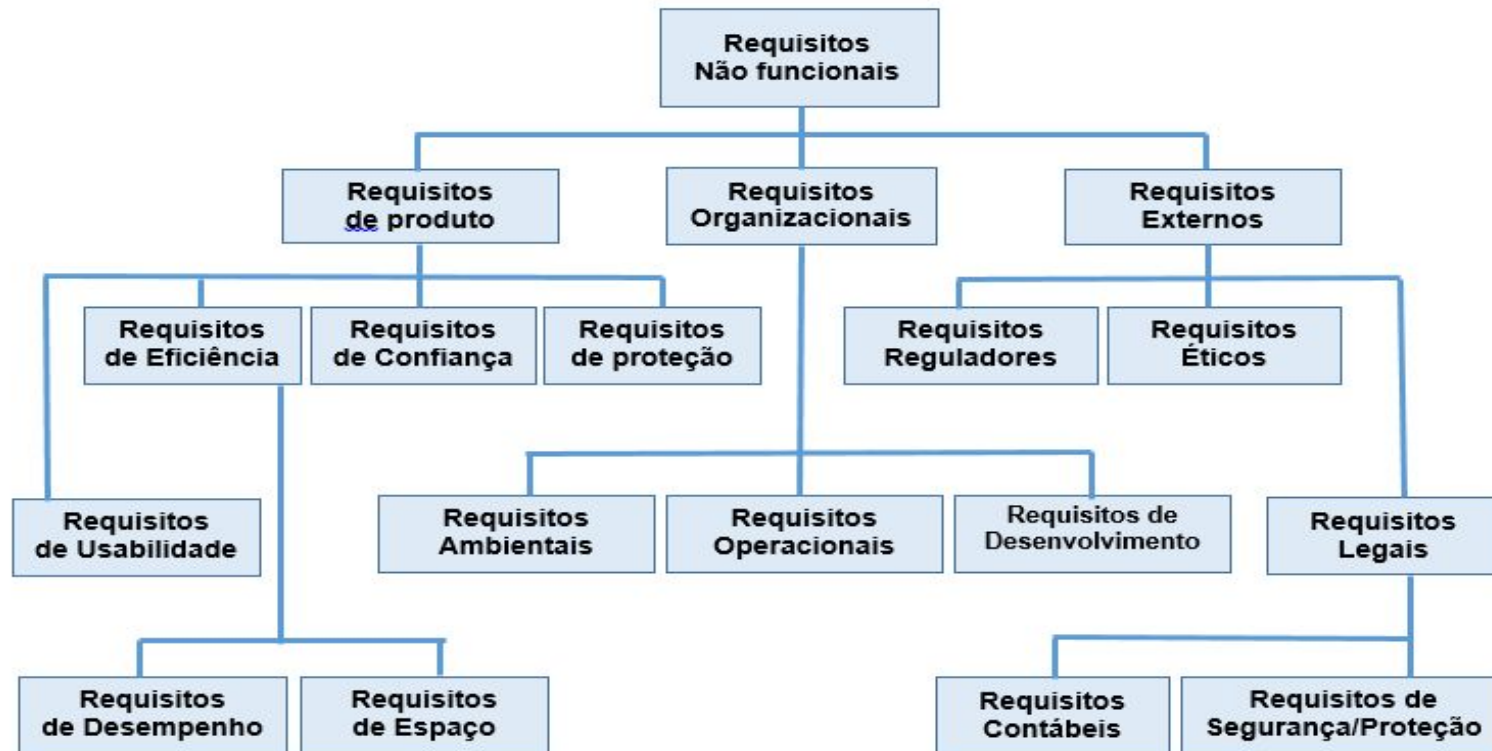 Requisitos
Não funcionais
Requisitos
de produto
Requisitos
Organizacionais
Requisitos
Externos
Requisitos
de Eficiência
Requisitos
de Confiança
Requisitos
de proteção
Requisitos
Reguladores
Requisitos
Éticos
Requisitos
de Usabilidade
Requisitos
Ambientais
Requisitos
Operacionais
Requisitos de
Desenvolvimento
Requisitos
Legais
Requisitos
de Desempenho
Requisitos
de Espaço
Requisitos
Contábeis
Requisitos de
Segurança/Proteção